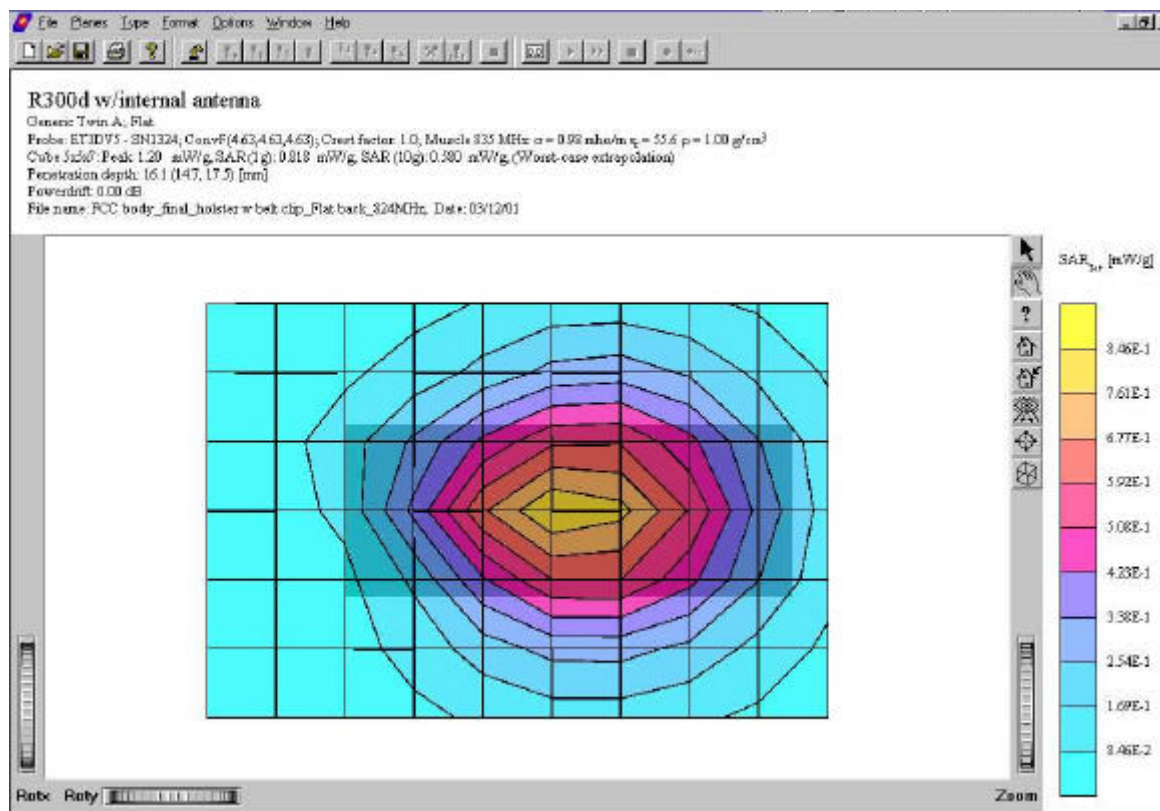 File Planes Type Format Options Window Help
R300d w/internal antenna
Generic Twin A; Flat
Probe: ET3DV5 - SN1324; ConvF(4.63,4.63,4.63); Crest factor: 1.0; Muscle 835 MHz: σ = 0.98 mho/m εr = 55.6 ρ = 1.00 g/cm³
Cube 5x5x7: Peak: 1.20 mW/g, SAR (1g): 0.818 mW/g, SAR (10g): 0.580 mW/g, (Worst-case extrapolation)
Penetration depth: 16.1 (14.7, 17.5) [mm]
Powerdrift: 0.00 dB
File name: FCC body_final_holster w belt clip_Flat back_824MHz, Date: 03/12/01
SAR [mW/g]
8.46E-1
7.61E-1
6.77E-1
5.92E-1
5.08E-1
4.23E-1
3.38E-1
2.54E-1
1.69E-1
8.46E-2
Rotx Roty
Zoom